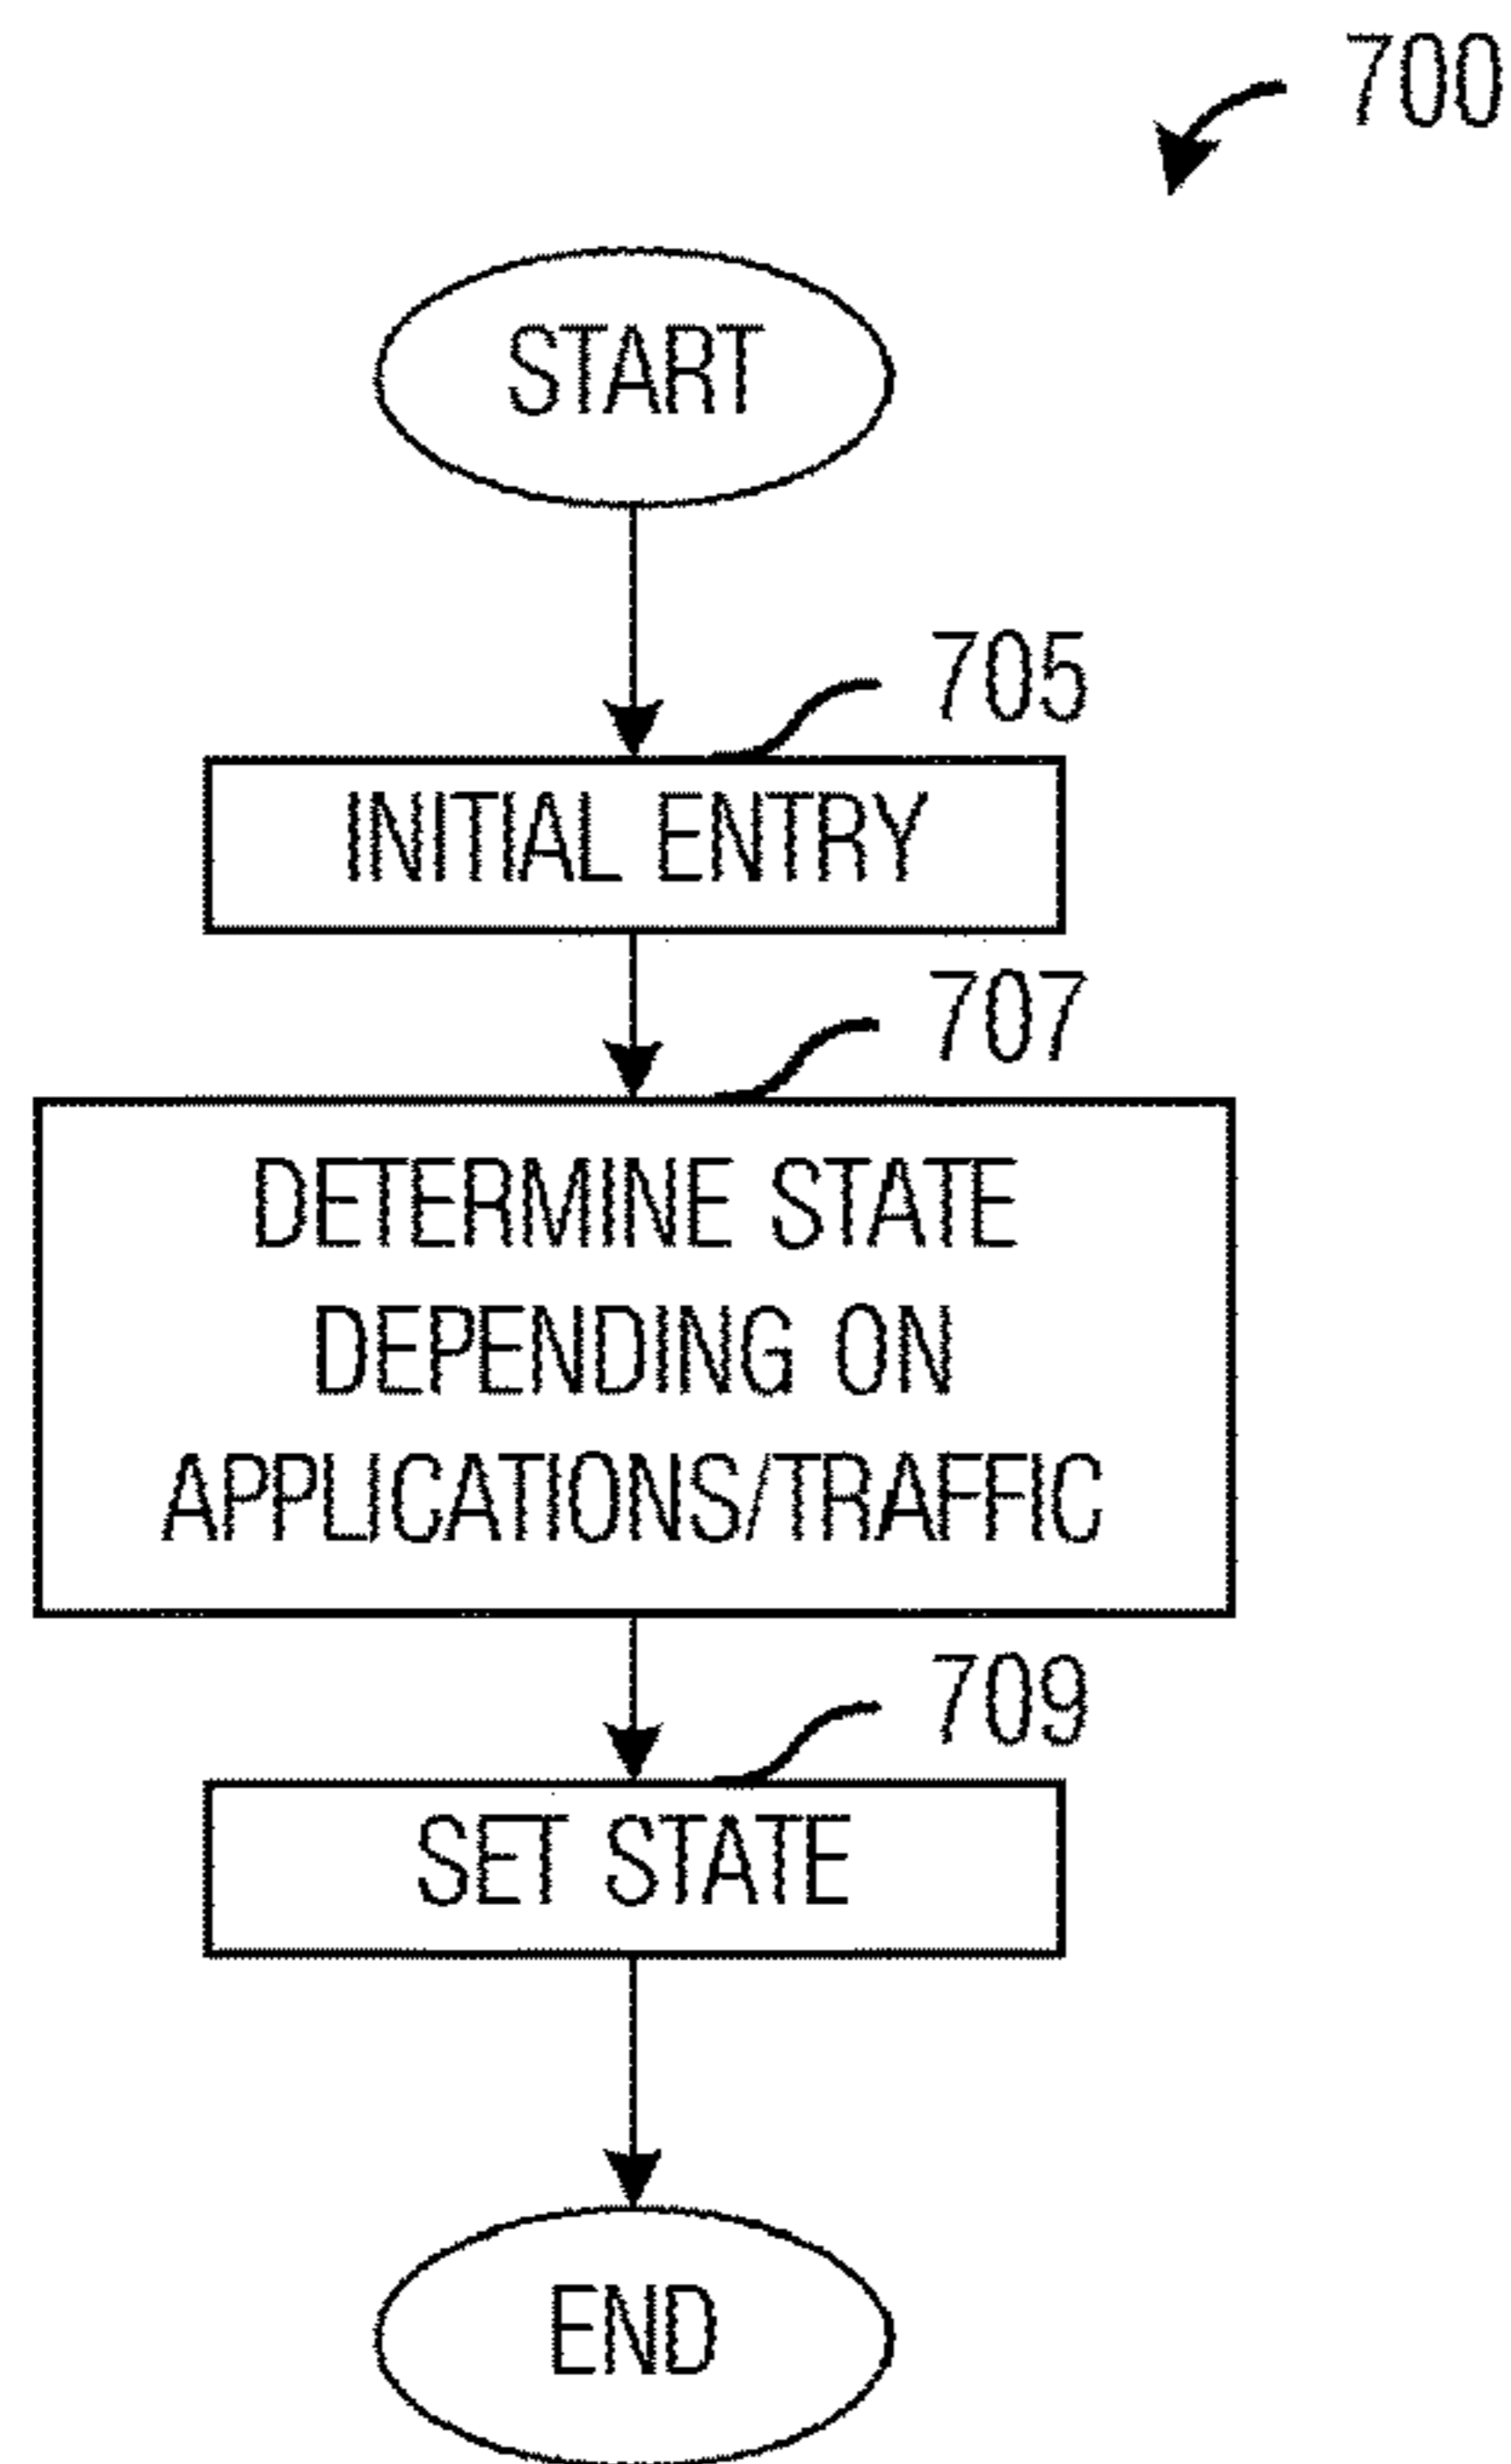 700
START
705
INITIAL ENTRY
707
DETERMINE STATE
DEPENDING ON
APPLICATIONS/TRAFFIC
709
SET STATE
END